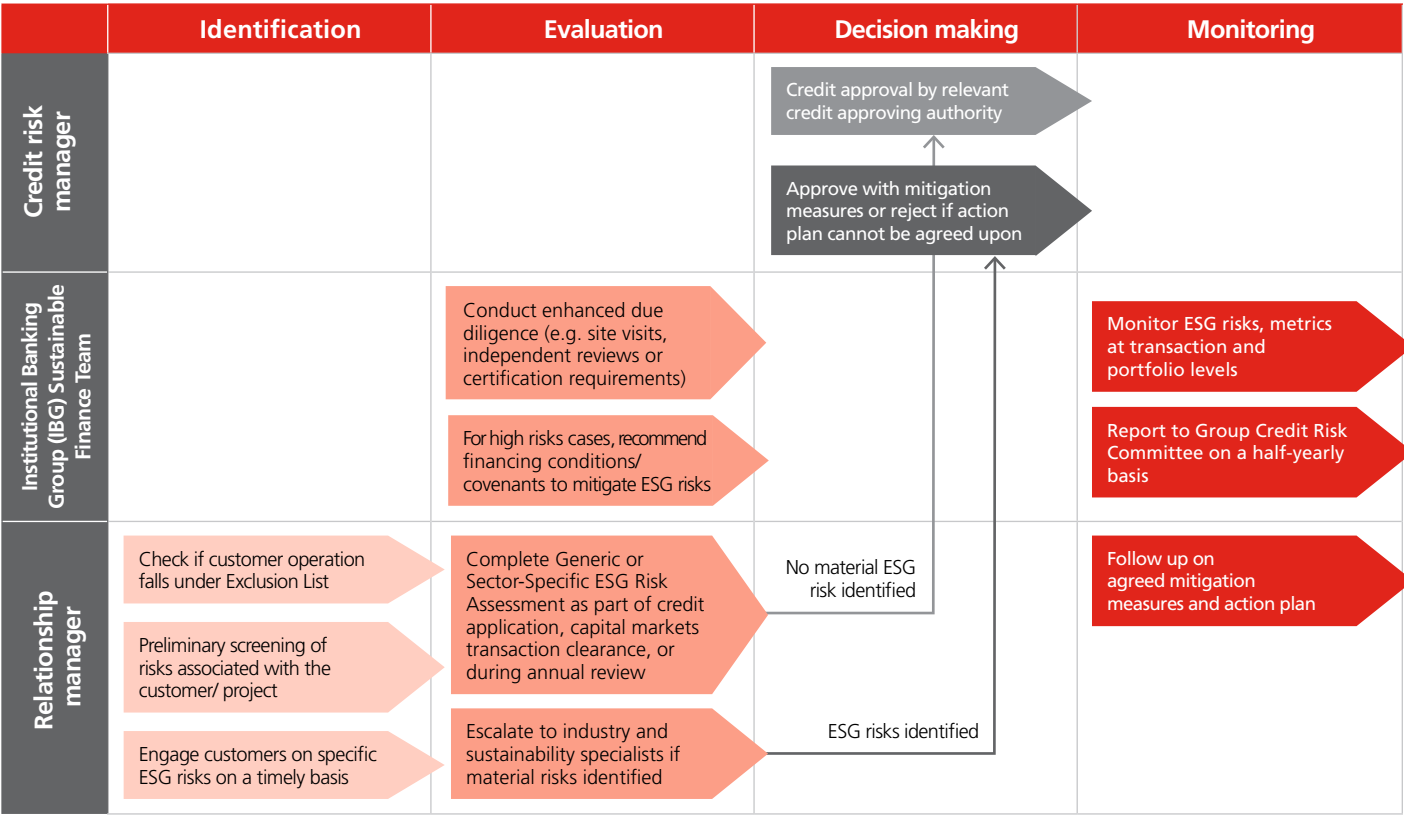 Identification
Evaluation
Decision making
Monitoring
Credit risk
manager
Credit approval by relevant
credit approving authority
Approve with mitigation
measures or reject if action
plan cannot be agreed upon
Institutional Banking
Group (IBG) Sustainable
Finance Team
Conduct enhanced due
diligence (e.g. site visits,
independent reviews or
certification requirements)
For high risks cases, recommend
financing conditions/
covenants to mitigate ESG risks
Monitor ESG risks, metrics
at transaction and
portfolio levels
Report to Group Credit Risk
Committee on a half-yearly
basis
Relationship
manager
Check if customer operation
falls under Exclusion List
Preliminary screening of
risks associated with the
customer/ project
Engage customers on specific
ESG risks on a timely basis
Complete Generic or
Sector-Specific ESG Risk
Assessment as part of credit
application, capital markets
transaction clearance, or
during annual review
Escalate to industry and
sustainability specialists if
material risks identified
No material ESG
risk identified
ESG risks identified
Follow up on
agreed mitigation
measures and action plan